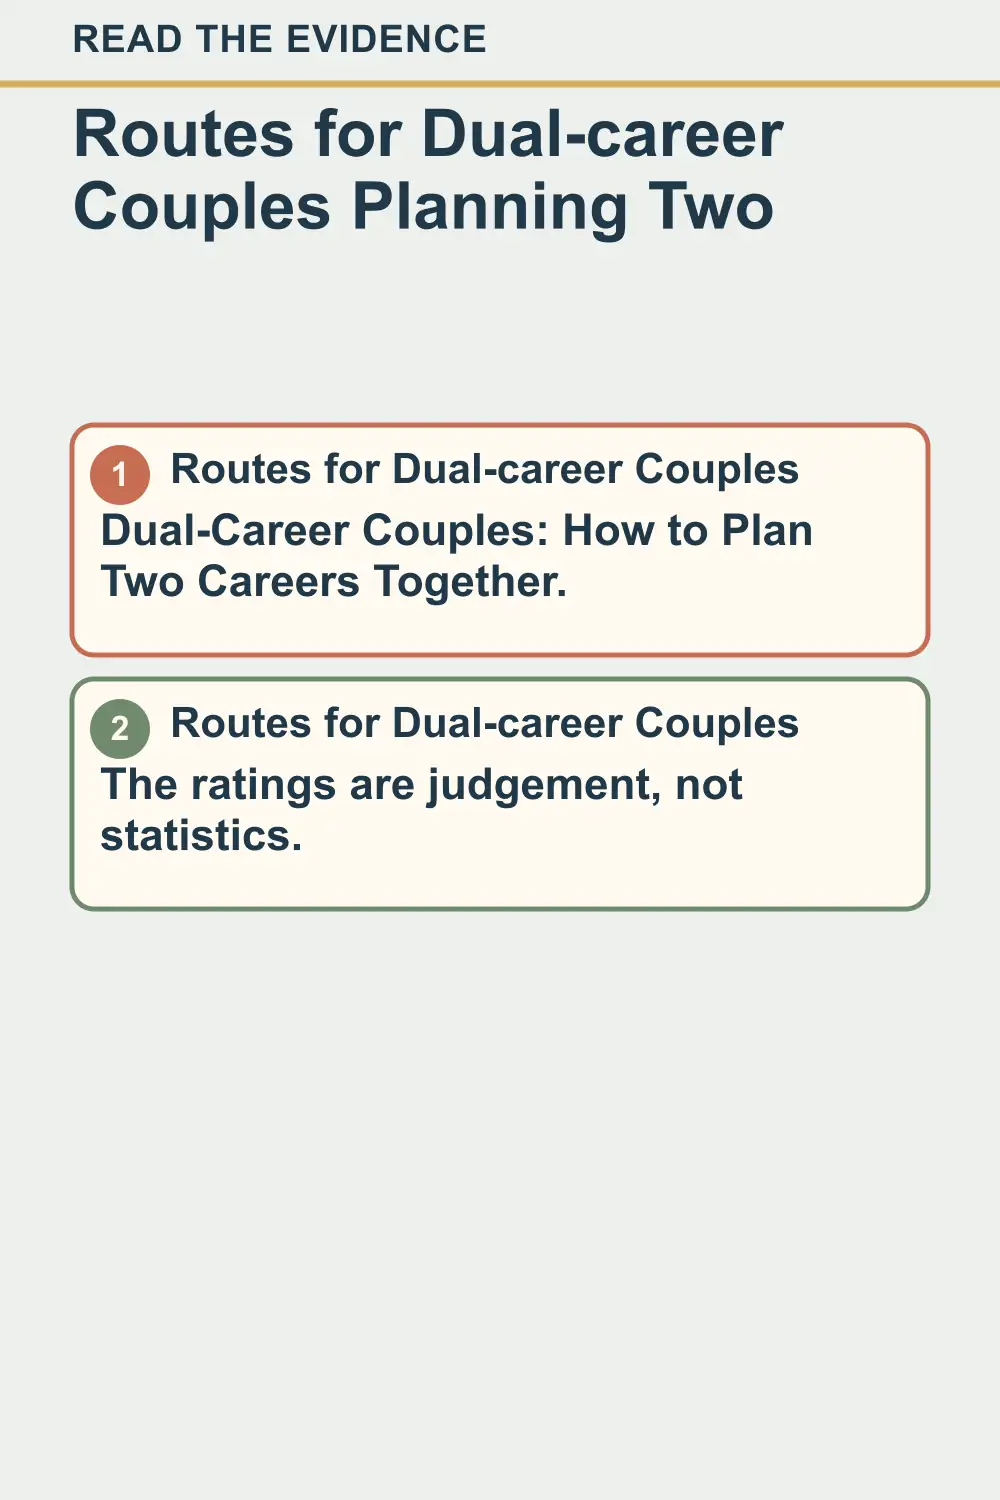 READ THE EVIDENCE
Routes for Dual-career
Couples Planning Two
1
Routes for Dual-career Couples
Dual-Career Couples: How to Plan
Two Careers Together.
2
Routes for Dual-career Couples
The ratings are judgement, not
statistics.